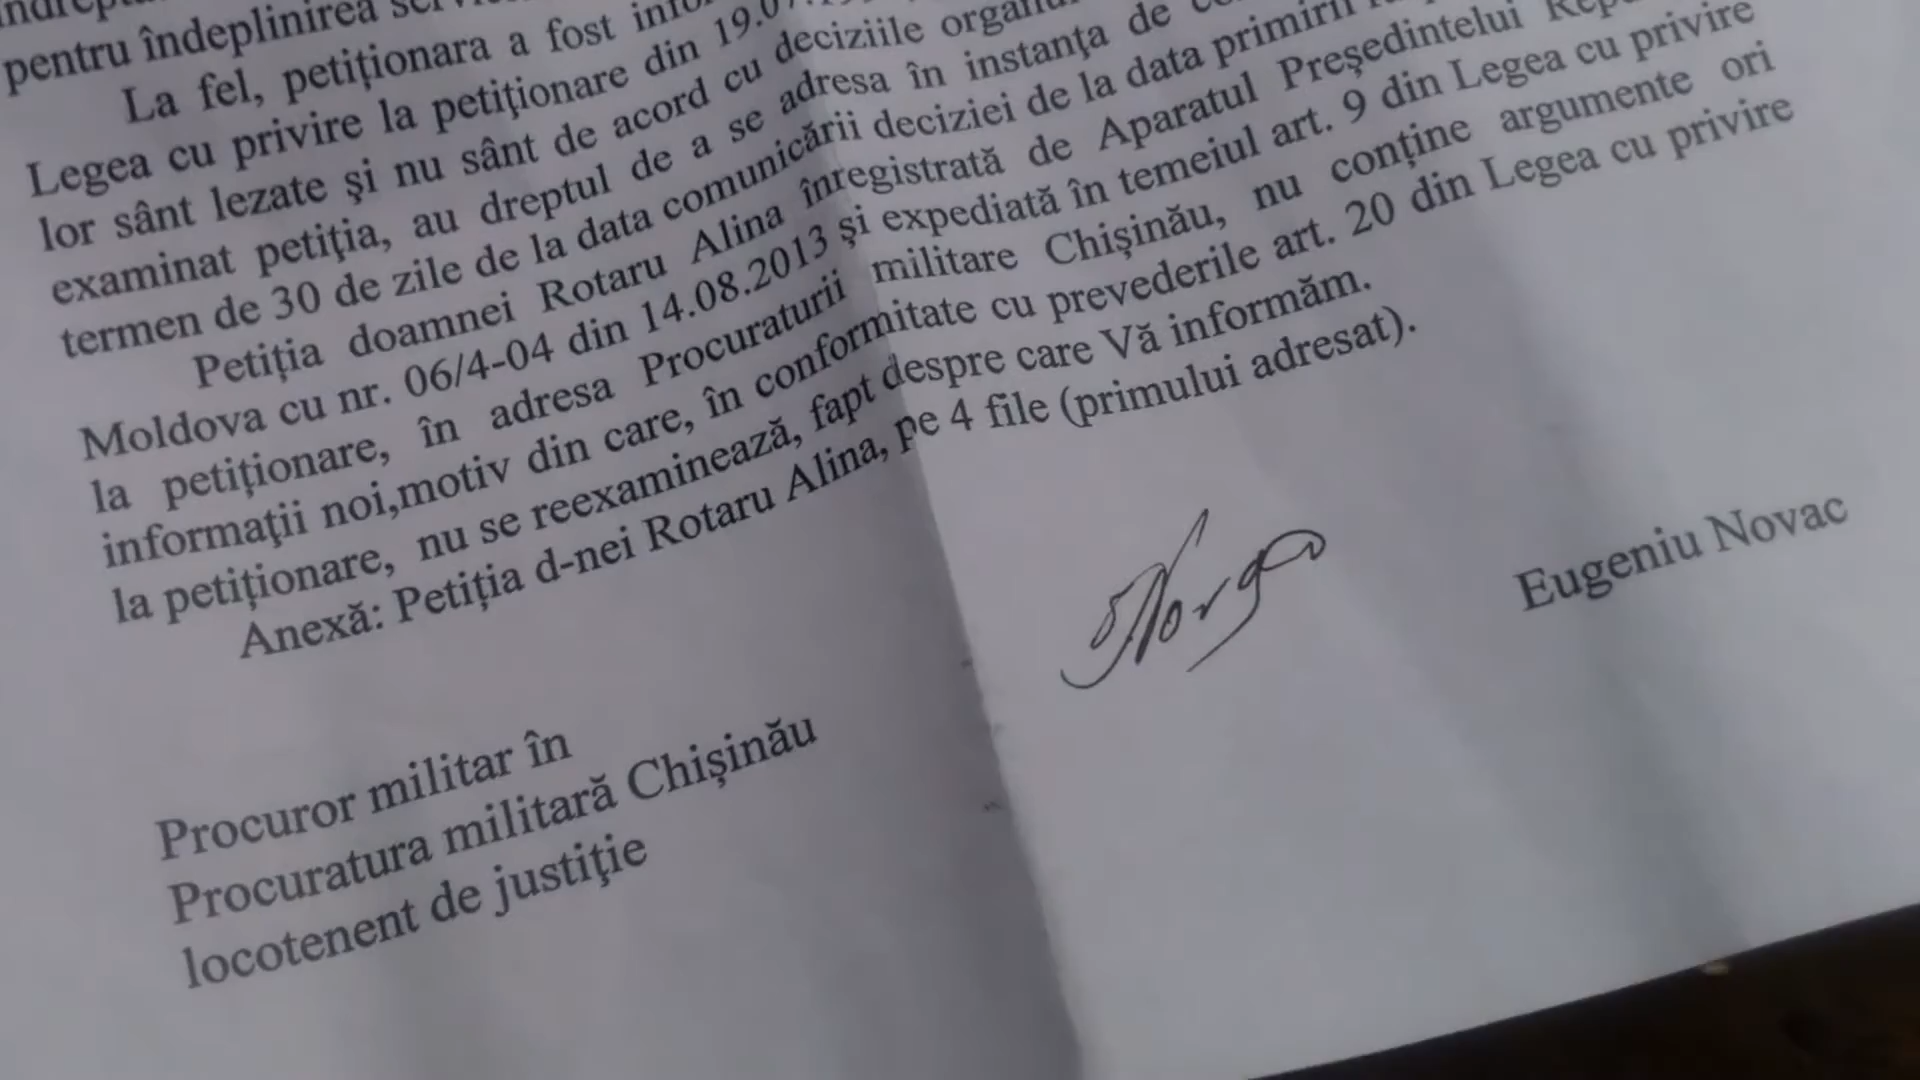 pentru îndeplinirea
La fel, petiţionara a fost
Legea cu privire la petiţionare din
lor sânt lezate şi nu sânt de acord cu deciziile
examinat petiţia, au dreptul de a se adresa în instanţa de
termen de 30 de zile de la data comunicării deciziei de la data primirii
Petiţia doamnei Rotaru Alina înregistrată de Aparatul Preşedintelui
Moldova cu nr. 06/4-04 din 14.08.2013 şi expediată în temeiul art. 9 din Legea cu privire
la petiţionare, în adresa Procuraturii militare Chişinău, nu conţine argumente ori
informaţii noi,motiv din care, în conformitate cu prevederile art. 20 din Legea cu privire
la petiţionare, nu se reexaminează, fapt despre care Vă informăm.
Anexă: Petiţia d-nei Rotaru Alina, pe 4 file (primului adresat).
Procuror militar în
Procuratura militară Chişinău
locotenent de justiţie
Eugeniu Novac